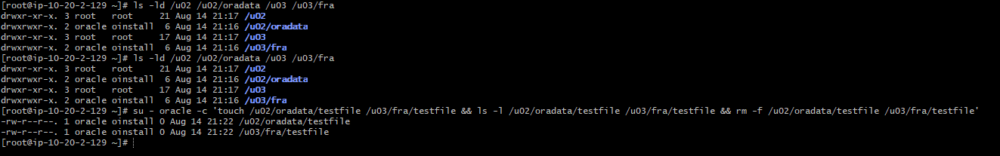 [root@ip-10-20-2-129 ~]# ls -ld /u02 /u02/oradata /u03 /u03/fra
drwxr-xr-x. 3 root   root     21 Aug 14 21:17 /u02
drwxrwxr-x. 2 oracle oinstall  6 Aug 14 21:16 /u02/oradata
drwxr-xr-x. 3 root   root     17 Aug 14 21:17 /u03
drwxrwxr-x. 2 oracle oinstall  6 Aug 14 21:16 /u03/fra
[root@ip-10-20-2-129 ~]# ls -ld /u02 /u02/oradata /u03 /u03/fra
drwxr-xr-x. 3 root   root     21 Aug 14 21:17 /u02
drwxrwxr-x. 2 oracle oinstall  6 Aug 14 21:16 /u02/oradata
drwxr-xr-x. 3 root   root     17 Aug 14 21:17 /u03
drwxrwxr-x. 2 oracle oinstall  6 Aug 14 21:16 /u03/fra
[root@ip-10-20-2-129 ~]# su - oracle -c 'touch /u02/oradata/testfile /u03/fra/testfile && ls -l /u02/oradata/testfile /u03/fra/testfile && rm -f /u02/oradata/testfile /u03/fra/testfile'
-rw-r--r--. 1 oracle oinstall 0 Aug 14 21:22 /u02/oradata/testfile
-rw-r--r--. 1 oracle oinstall 0 Aug 14 21:22 /u03/fra/testfile
[root@ip-10-20-2-129 ~]#